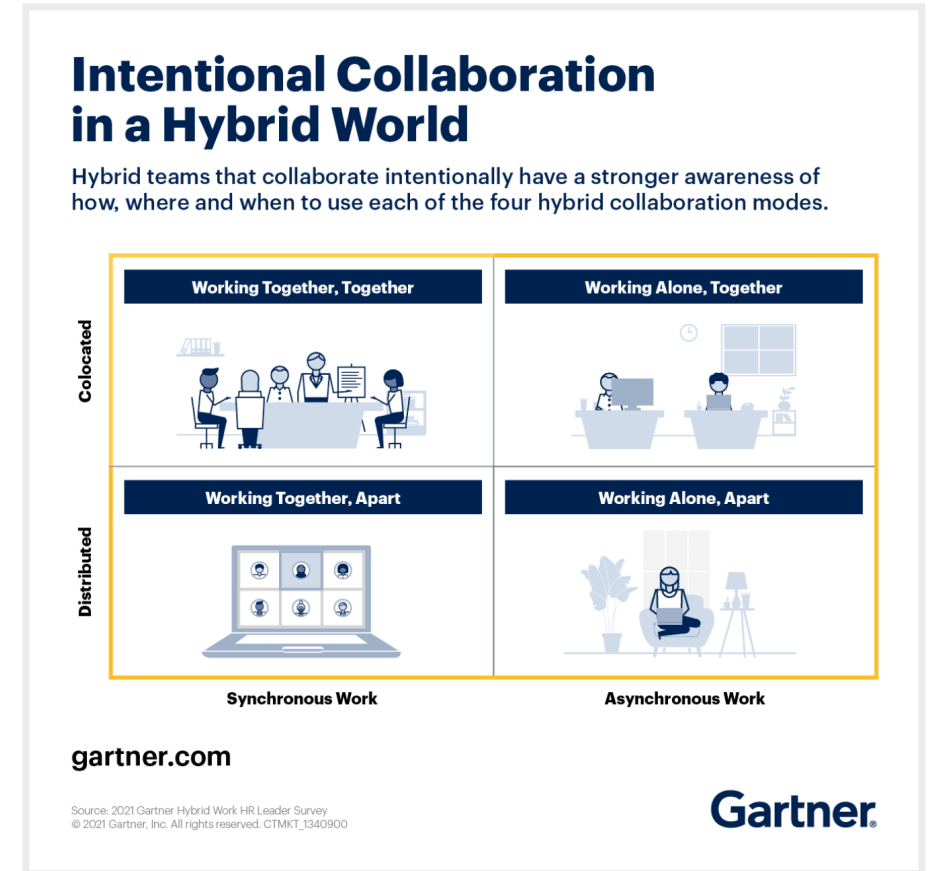 Intentional Collaboration
in a Hybrid World
Hybrid teams that collaborate intentionally have a stronger awareness of
how, where and when to use each of the four hybrid collaboration modes.
Colocated
Working Together, Together
Working Alone, Together
Distributed
Working Together, Apart
Working Alone, Apart
Synchronous Work
Asynchronous Work
gartner.com
Source: 2021 Gartner Hybrid Work HR Leader Survey
© 2021 Gartner, Inc. All rights reserved. CTMKT_1340900
Gartner®